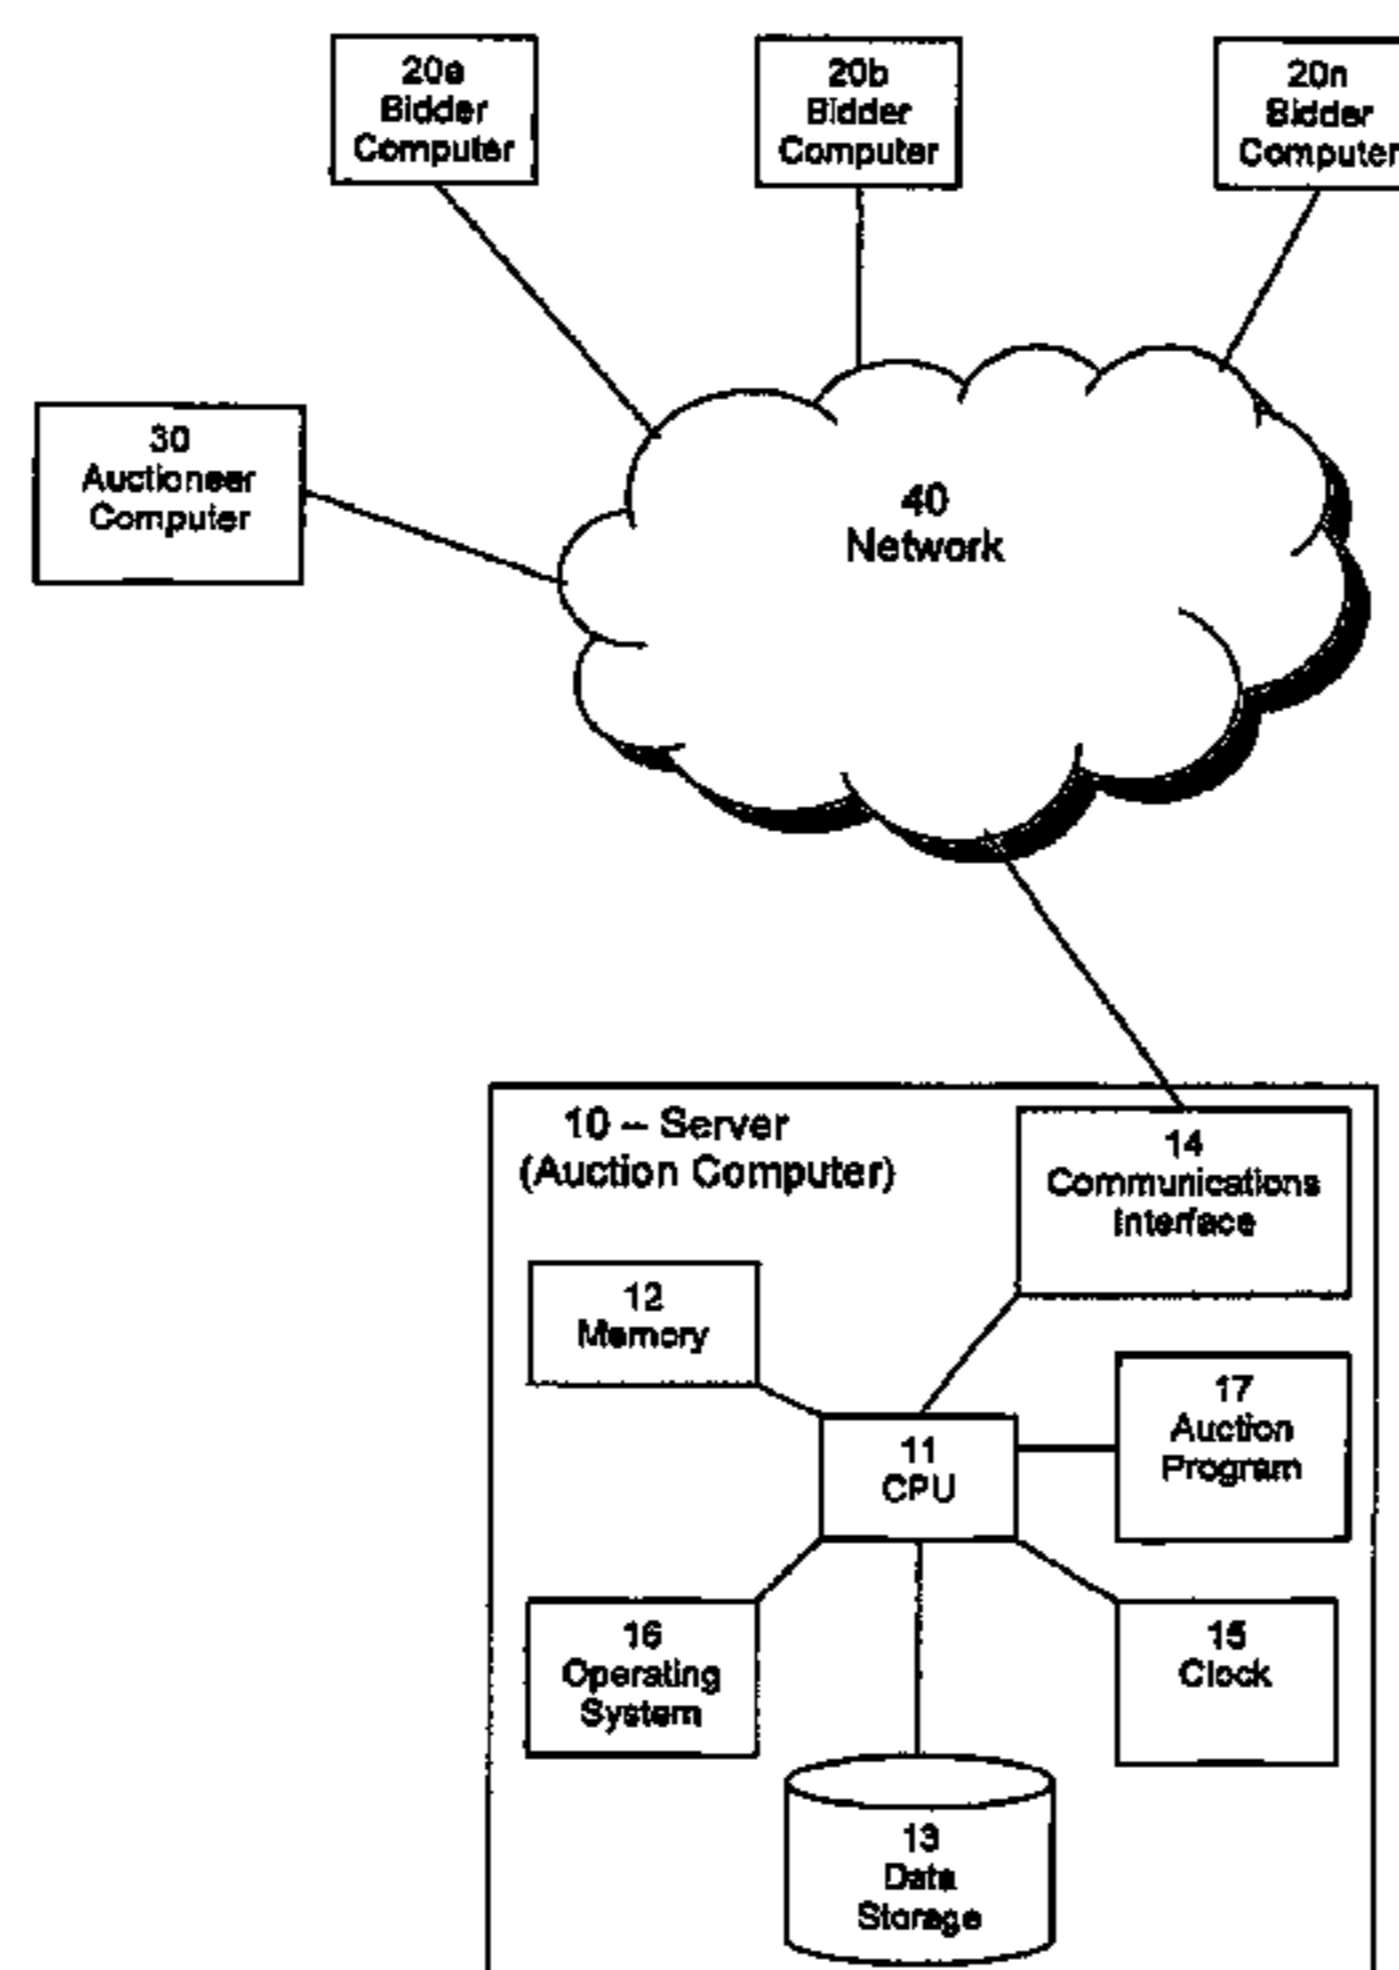 20a
Bidder
Computer
20b
Bidder
Computer
20n
Bidder
Computer
30
Auctioneer
Computer
40
Network
10 – Server
(Auction Computer)
14
Communications
Interface
12
Memory
17
Auction
Program
11
CPU
16
Operating
System
15
Clock
13
Data
Storage